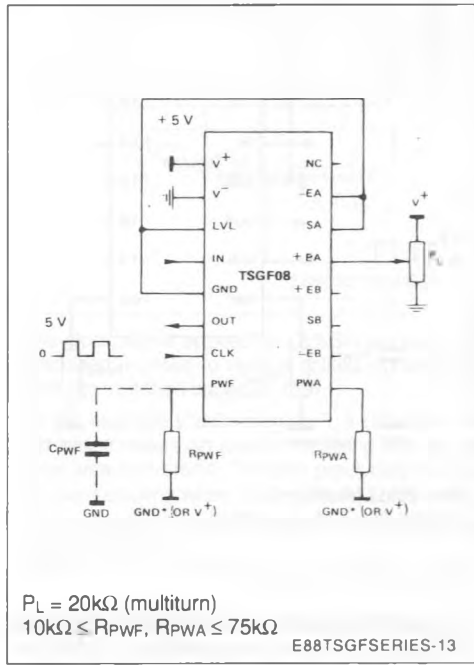 + 5 V
V+
NC
V-
-EA
V+
LVL
SA
IN
+ EA
PL
TSGF08
GND
+ EB
OUT
SB
5 V
0
CLK
-EB
PWF
PWA
CPWF
RPWF
RPWA
GND
GND* (OR V+)
GND* (OR V+)
PL = 20kΩ (multiturn)
10kΩ ≤ RPWF, RPWA ≤ 75kΩ
E88TSGFSERIES-13